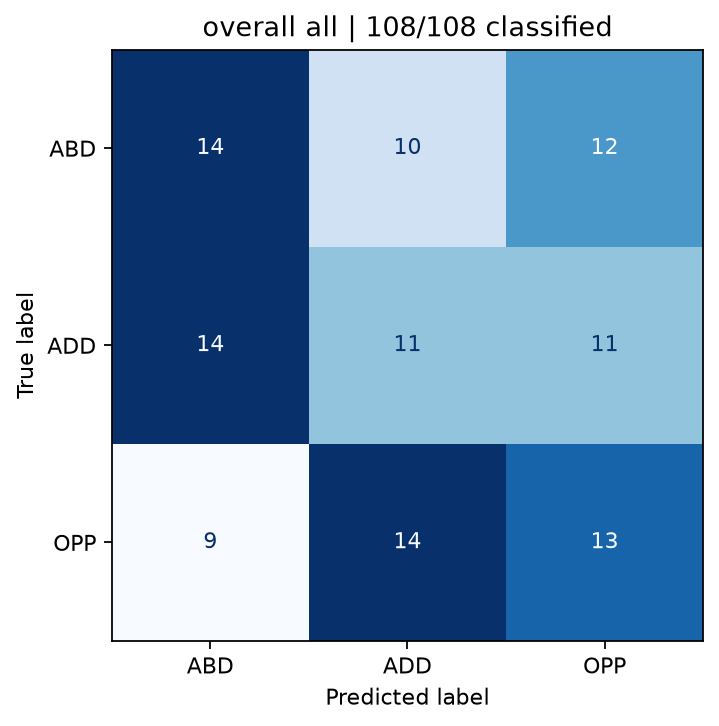 overall all | 108/108 classified
ABD 14 10 12
ADD 14 11 11
OPP 9 14 13
ABD ADD OPP
Predicted label
True label